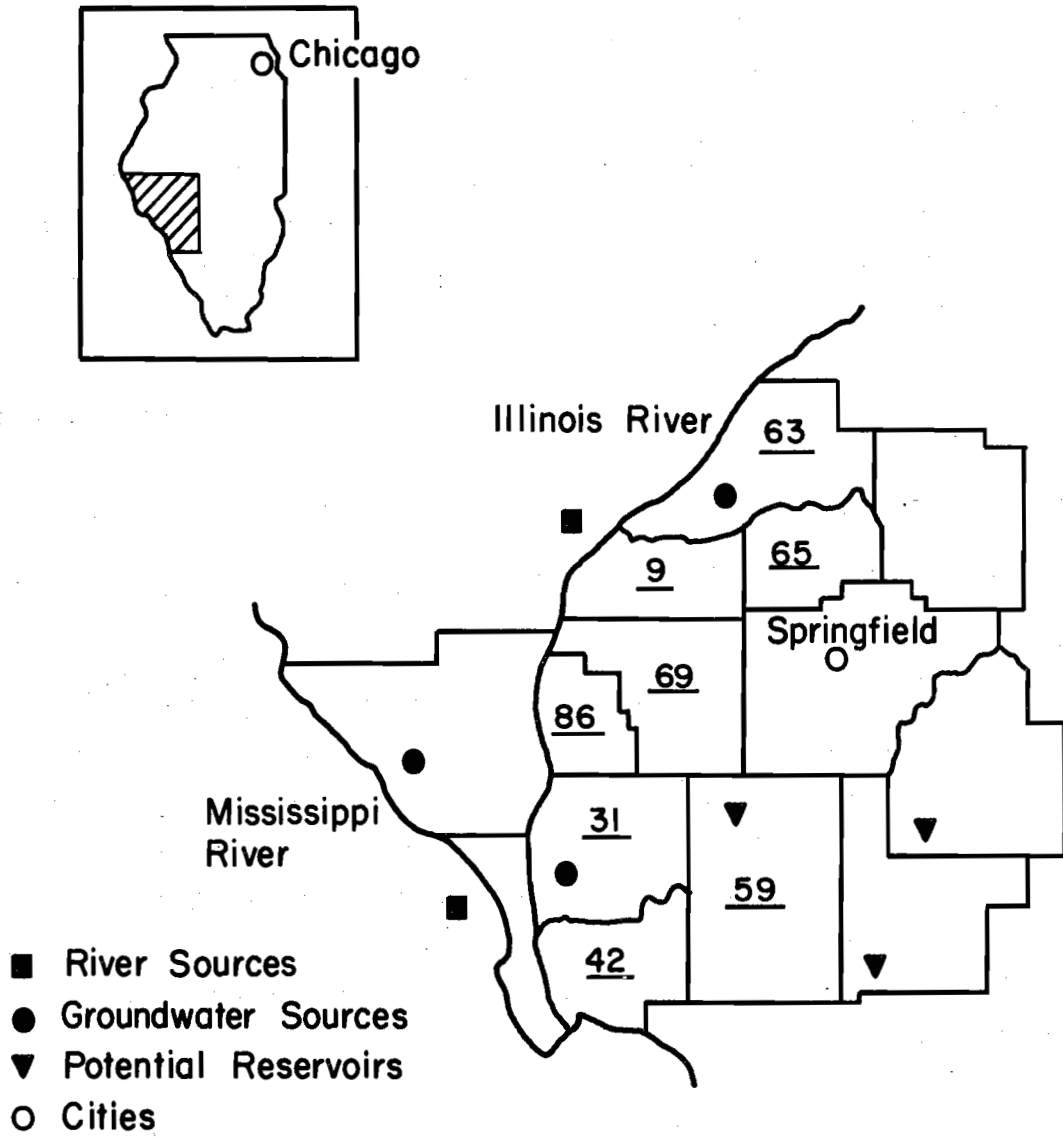 Chicago
Illinois River
63
9
65
Springfield
69
86
Mississippi
River
31
59
42
River Sources
Groundwater Sources
Potential Reservoirs
Cities